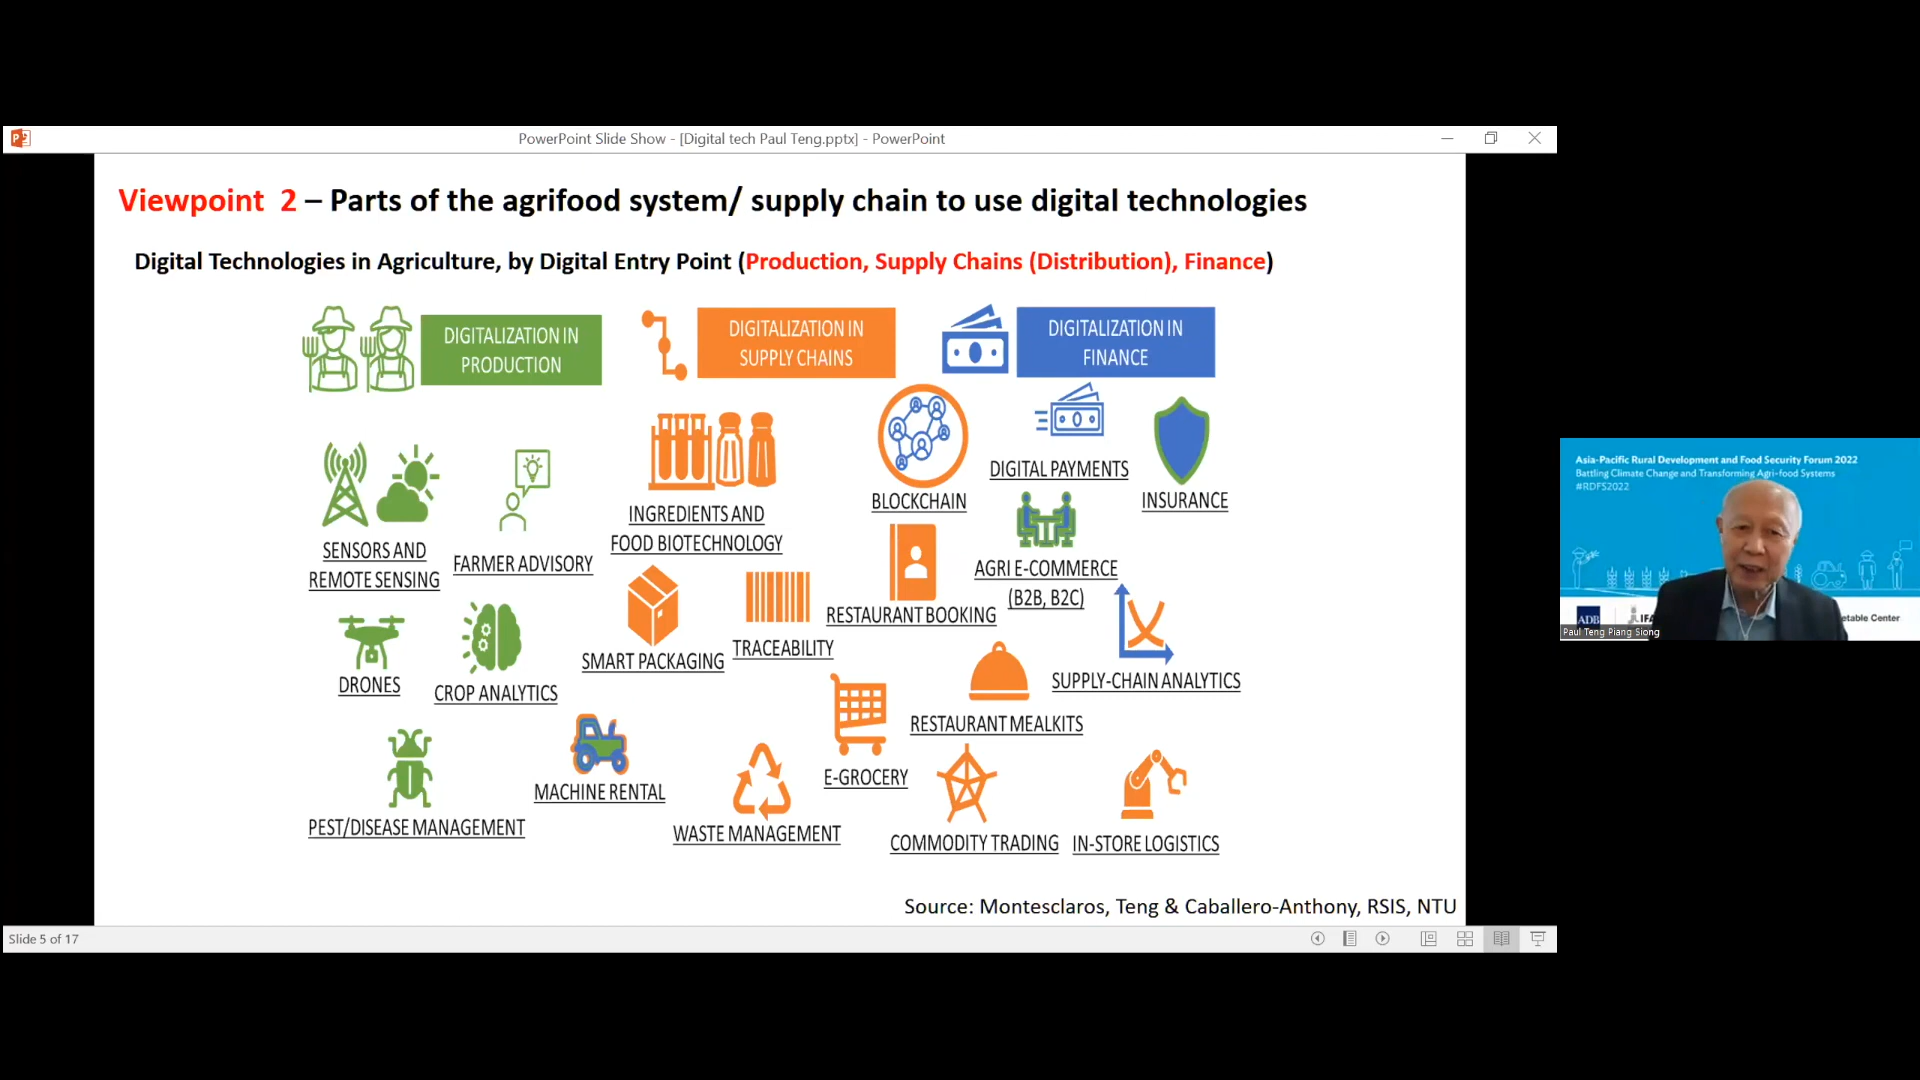 PowerPoint Slide Show - [Digital tech Paul Teng.pptx] - PowerPoint
Viewpoint 2 – Parts of the agrifood system/ supply chain to use digital technologies
Digital Technologies in Agriculture, by Digital Entry Point (Production, Supply Chains (Distribution), Finance)
DIGITALIZATION IN
PRODUCTION
DIGITALIZATION IN
SUPPLY CHAINS
DIGITALIZATION IN
FINANCE
SENSORS AND
REMOTE SENSING
FARMER ADVISORY
INGREDIENTS AND
FOOD BIOTECHNOLOGY
BLOCKCHAIN
DIGITAL PAYMENTS
INSURANCE
AGRI E-COMMERCE
(B2B, B2C)
RESTAURANT BOOKING
DRONES
CROP ANALYTICS
SMART PACKAGING
TRACEABILITY
RESTAURANT MEALKITS
SUPPLY-CHAIN ANALYTICS
PEST/DISEASE MANAGEMENT
MACHINE RENTAL
WASTE MANAGEMENT
E-GROCERY
COMMODITY TRADING
IN-STORE LOGISTICS
Source: Montesclaros, Teng & Caballero-Anthony, RSIS, NTU
Slide 5 of 17
Asia-Pacific Rural Development and Food Security Forum 2022
Battling Climate Change and Transforming Agri-food Systems
#RDFS2022
ADB
Center
Paul Teng Piang Siong